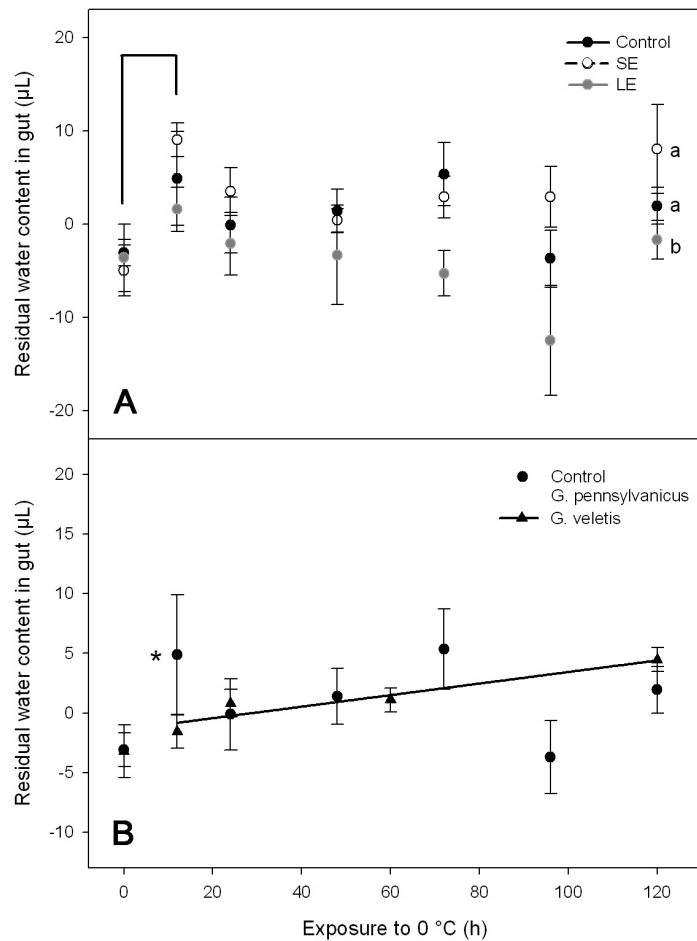 20
10
0
-10
-20
Residual water content in gut (µL)
Control
SE
LE
a
a
b
A
20
15
10
5
0
-5
-10
Residual water content in gut (µL)
Control
G. pennsylvanicus
G. veletis
*
B
0 20 40 60 80 100 120
Exposure to 0 °C (h)